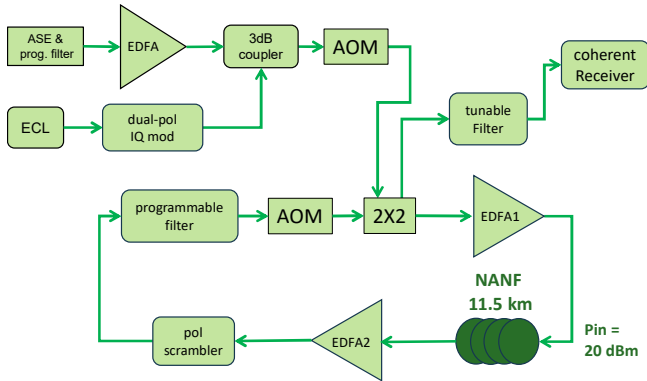 ASE &
prog. filter
EDFA
3dB
coupler
AOM
coherent
Receiver
ECL
dual-pol
IQ mod
tunable
Filter
programmable
filter
AOM
2X2
EDFA1
NANF
11.5 km
Pin =
20 dBm
pol
scrambler
EDFA2